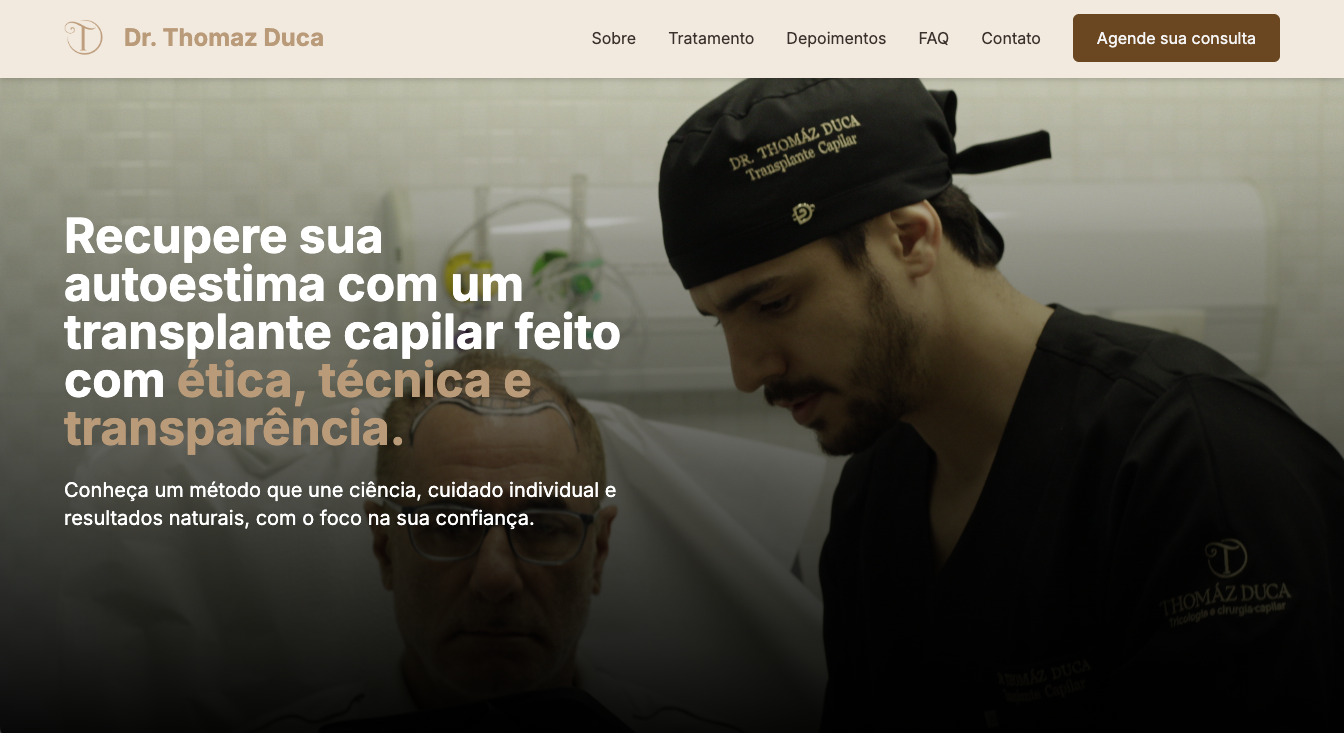 Dr. Thomaz Duca
Sobre
Tratamento
Depoimentos
FAQ
Contato
Agende sua consulta
DR. THOMÁZ DUCA
Transplante Capilar
Recupere sua
autoestima com um
transplante capilar feito
com ética, técnica e
transparência.
Conheça um método que une ciência, cuidado individual e
resultados naturais, com o foco na sua confiança.
THOMÁZ DUCA
Tricologia e cirurgia capilar
DR. THOMÁZ DUCA
Transplante Capilar